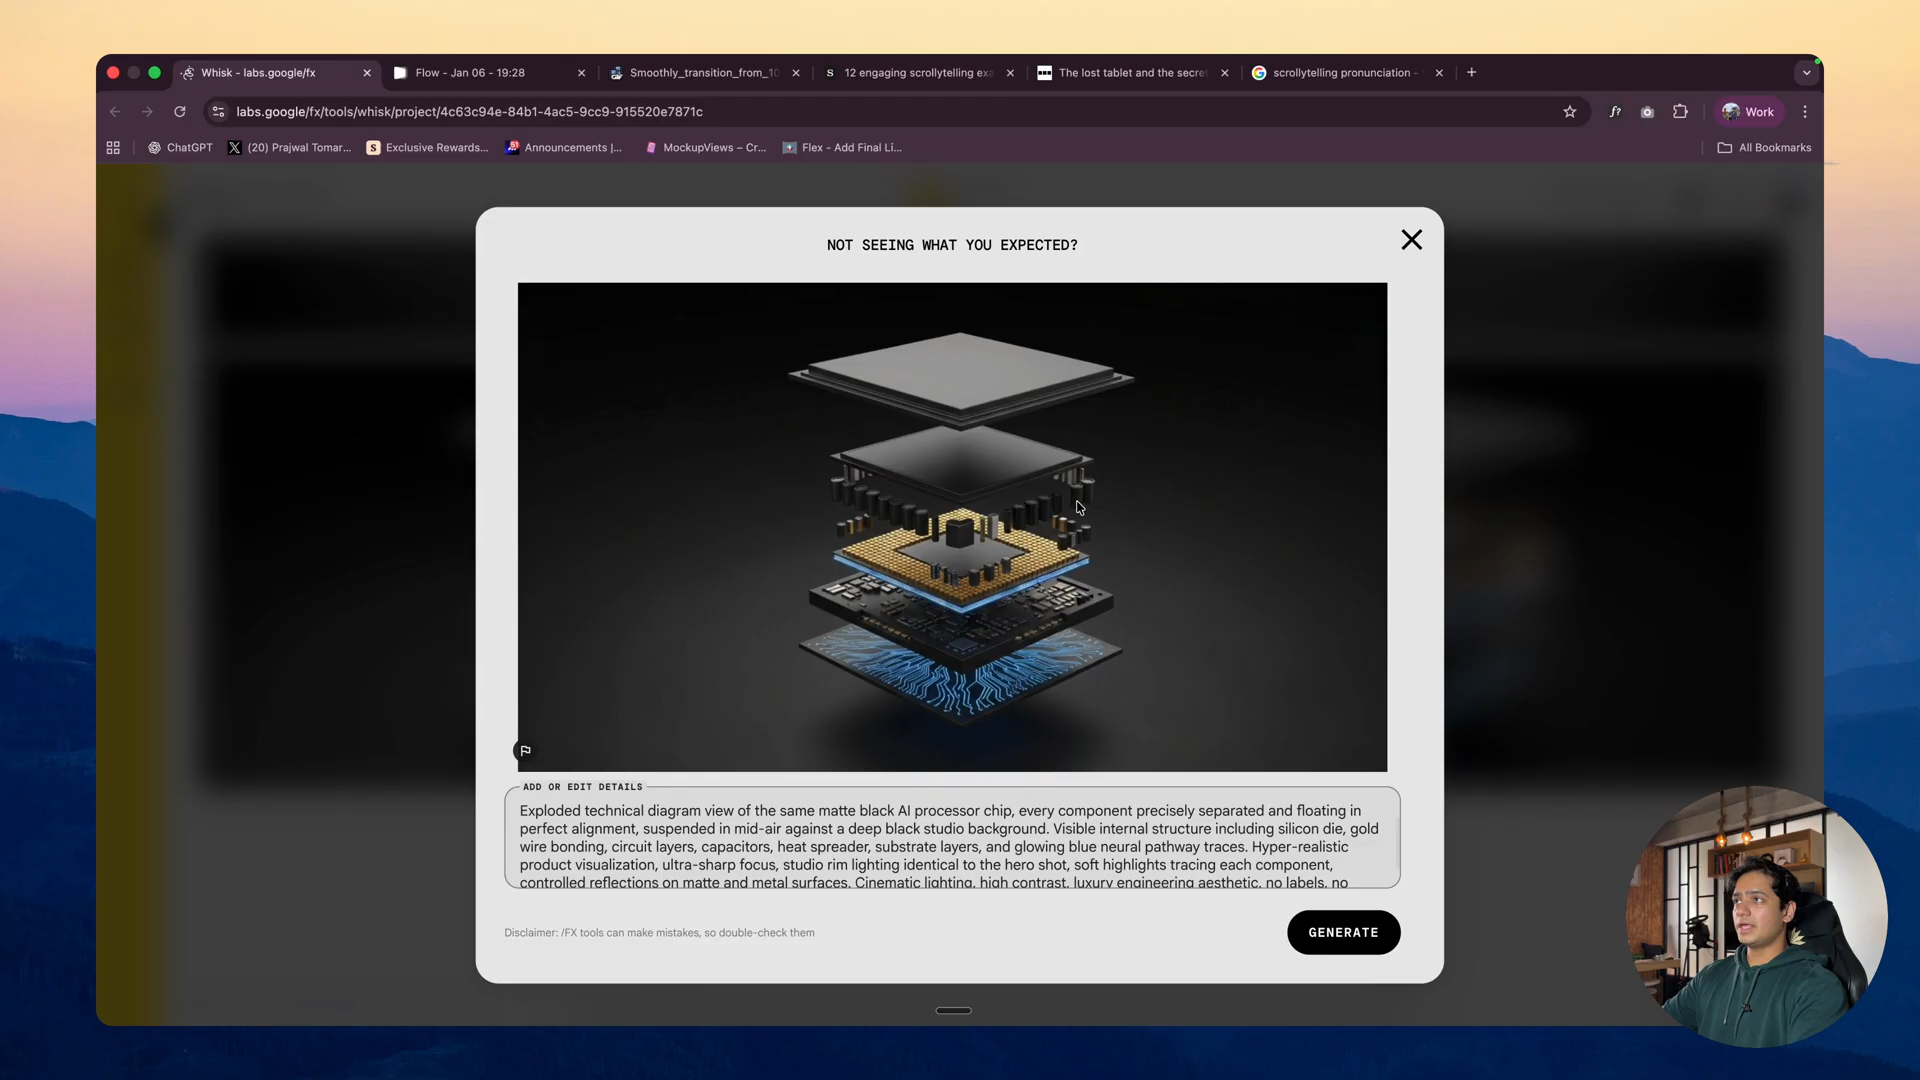 Whisk - labs.google/fx
Flow - Jan 06 - 19:28
Smoothly_transition_from_10
12 engaging scrollytelling exa
The lost tablet and the secret
scrollytelling pronunciation -
labs.google/fx/tools/whisk/project/4c63c94e-84b1-4ac5-9cc9-915520e7871c
f?
Work
ChatGPT
(20) Prajwal Tomar...
Exclusive Rewards...
51
Announcements |...
MockupViews – Cr...
Flex - Add Final Li...
All Bookmarks
NOT SEEING WHAT YOU EXPECTED?
ADD OR EDIT DETAILS
Exploded technical diagram view of the same matte black AI processor chip, every component precisely separated and floating in
perfect alignment, suspended in mid-air against a deep black studio background. Visible internal structure including silicon die, gold
wire bonding, circuit layers, capacitors, heat spreader, substrate layers, and glowing blue neural pathway traces. Hyper-realistic
product visualization, ultra-sharp focus, studio rim lighting identical to the hero shot, soft highlights tracing each component,
controlled reflections on matte and metal surfaces. Cinematic lighting, high contrast, luxury engineering aesthetic, no labels, no
Disclaimer: /FX tools can make mistakes, so double-check them
GENERATE